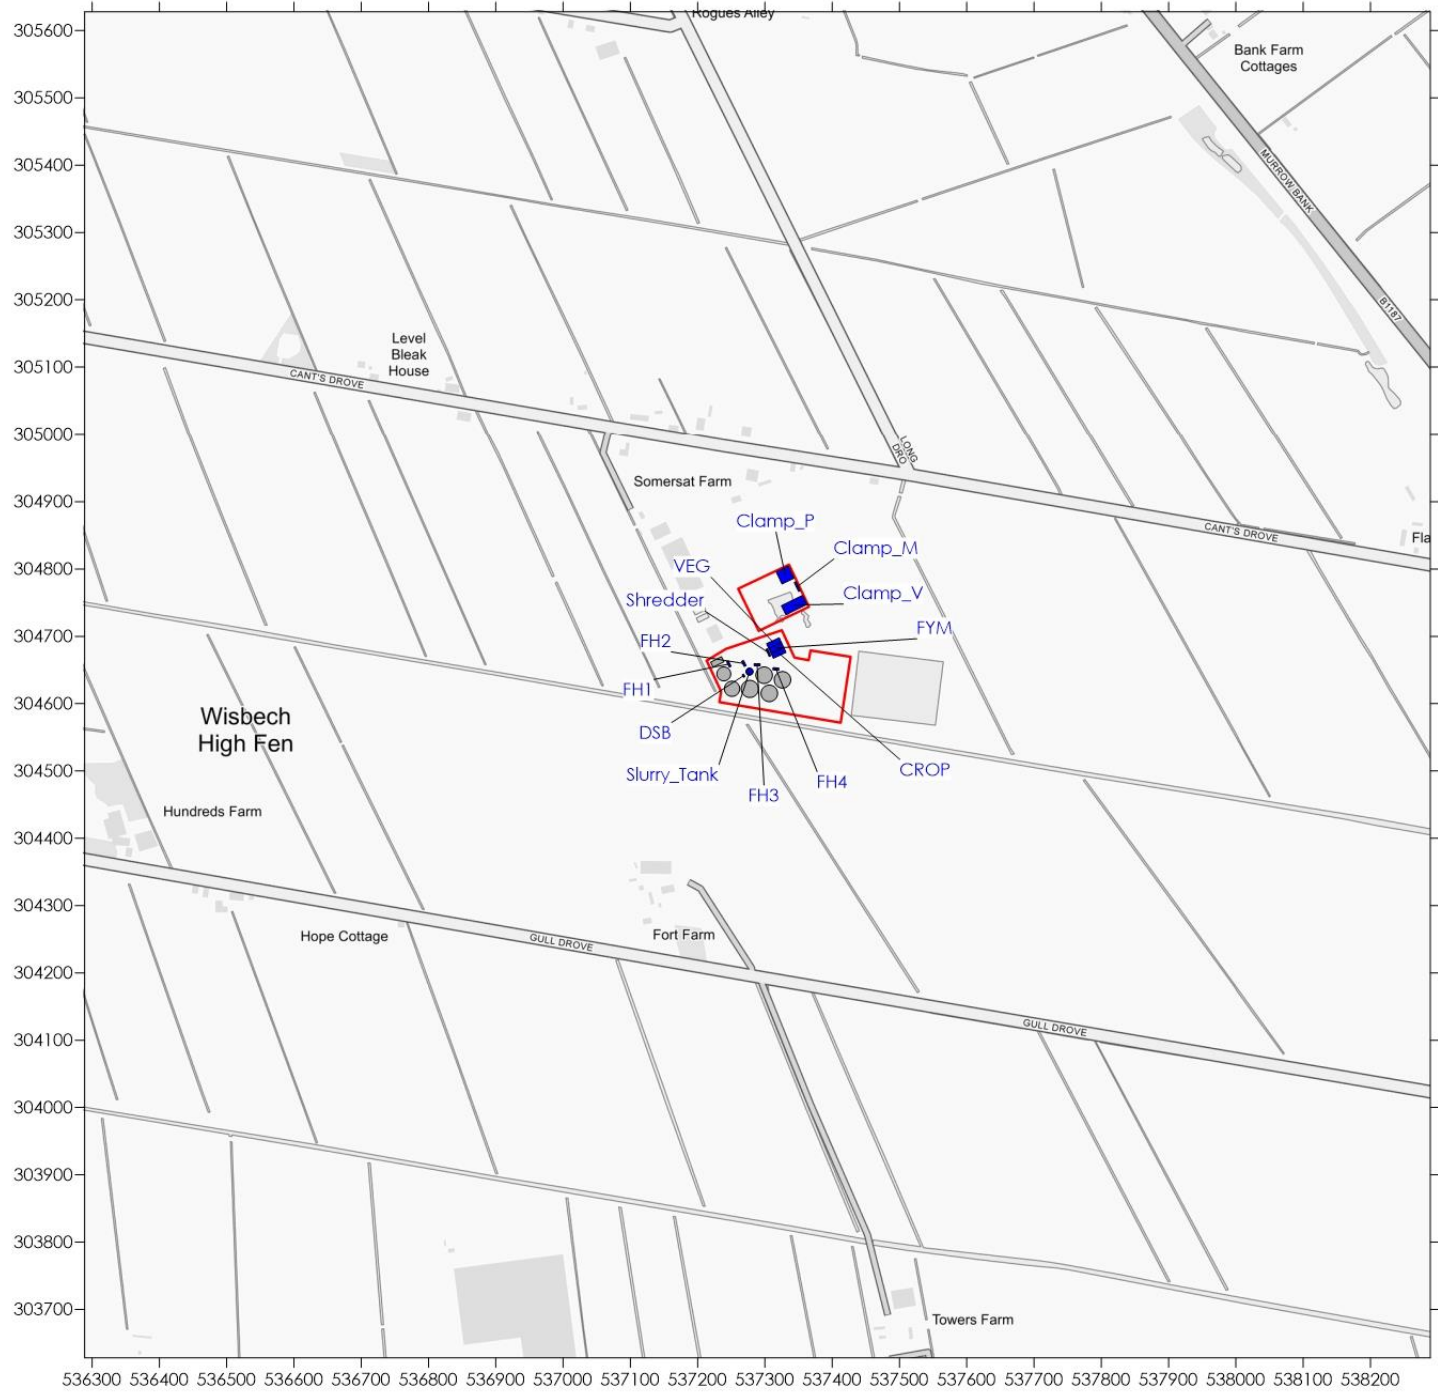 Rogues Alley
305600
Bank Farm
Cottages
305500
305400
MURROW BANK
305300
305200
B1187
Level
Bleak
House
305100
CANT'S DROVE
305000
LONG
DRO
Somersat Farm
304900
Clamp_P
CANT'S DROVE
Fla
Clamp_M
304800
VEG
Clamp_V
Shredder
304700
FYM
FH2
FH1
304600
Wisbech
High Fen
DSB
Slurry_Tank
CROP
304500
FH4
FH3
Hundreds Farm
304400
304300
Hope Cottage
Fort Farm
GULL DROVE
304200
304100
GULL DROVE
304000
303900
303800
303700
Towers Farm
536300 536400 536500 536600 536700 536800 536900 537000 537100 537200 537300 537400 537500 537600 537700 537800 537900 538000 538100 538200